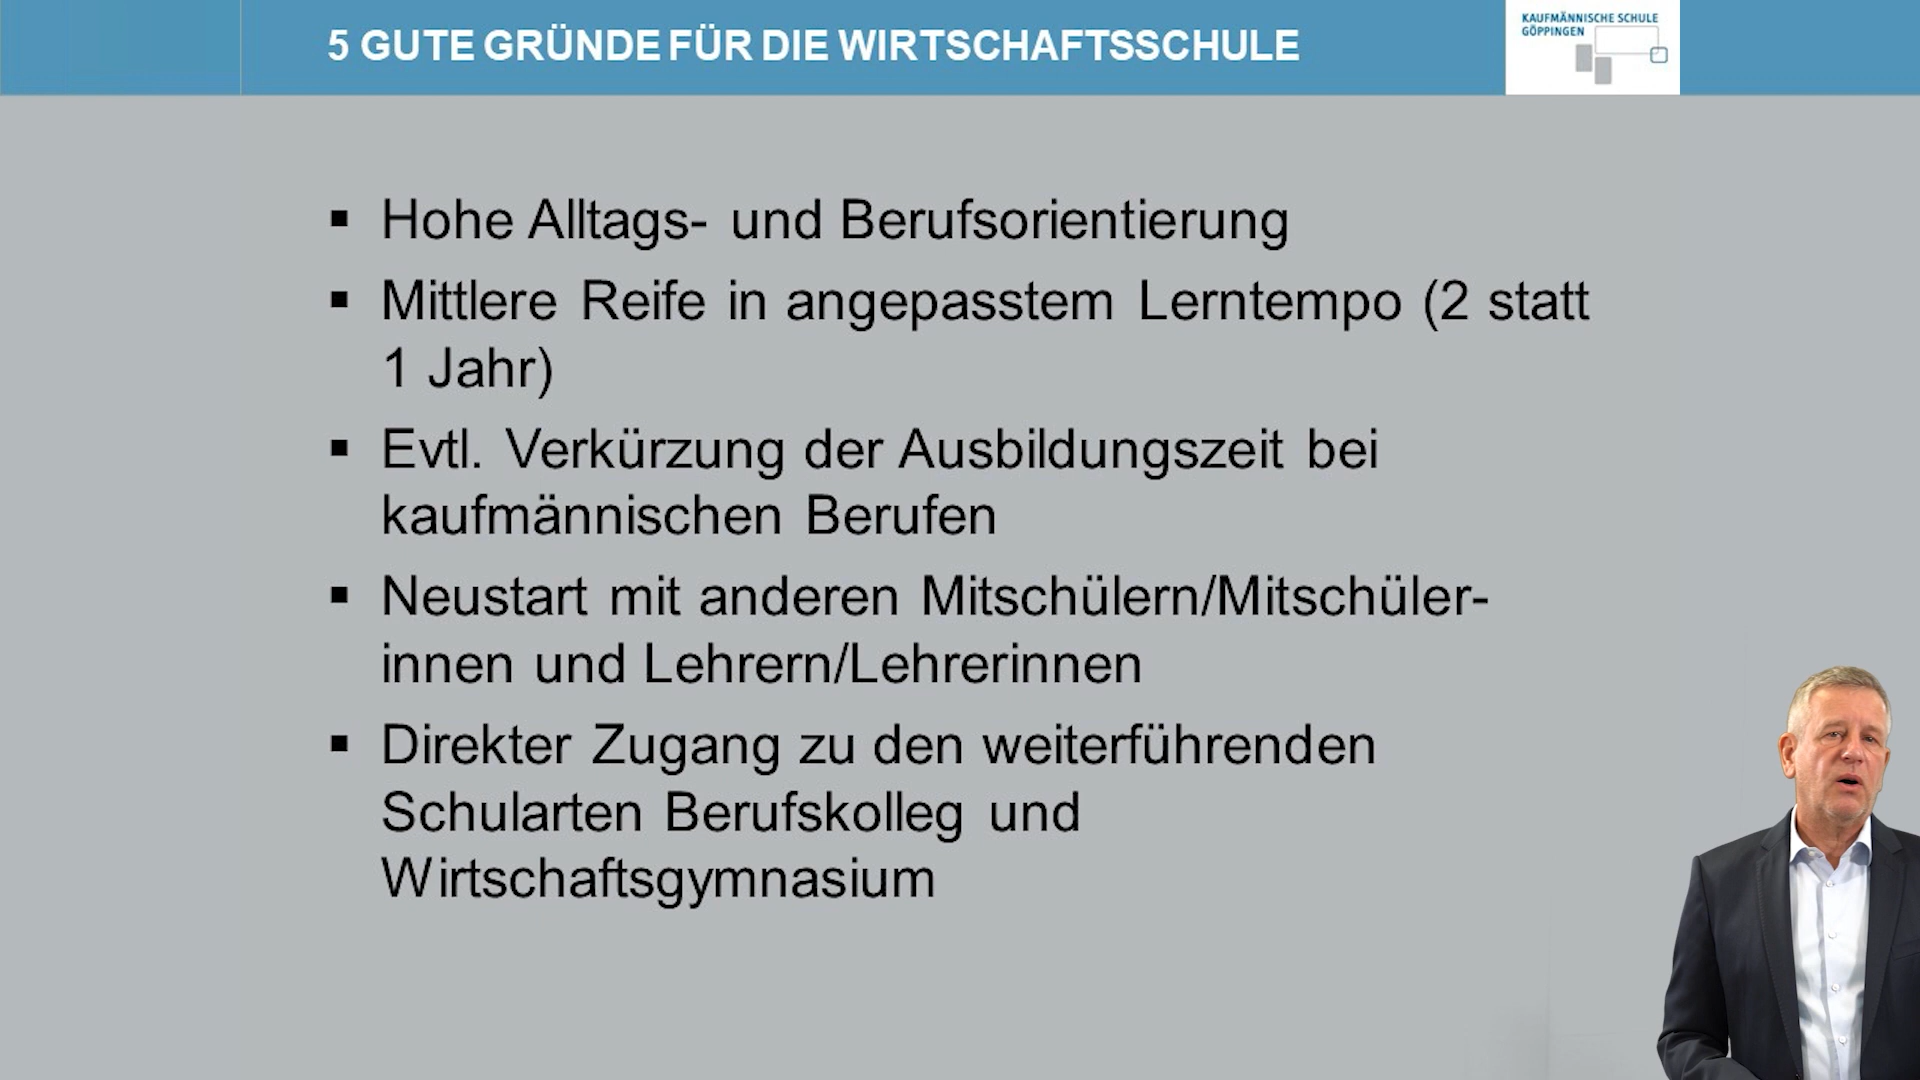 5 GUTE GRÜNDE FÜR DIE WIRTSCHAFTSSCHULE
KAUFMÄNNISCHE SCHULE
GÖPPINGEN
▪ Hohe Alltags- und Berufsorientierung
▪ Mittlere Reife in angepasstem Lerntempo (2 statt
1 Jahr)
▪ Evtl. Verkürzung der Ausbildungszeit bei
kaufmännischen Berufen
▪ Neustart mit anderen Mitschülern/Mitschüler-
innen und Lehrern/Lehrerinnen
▪ Direkter Zugang zu den weiterführenden
Schularten Berufskolleg und
Wirtschaftsgymnasium